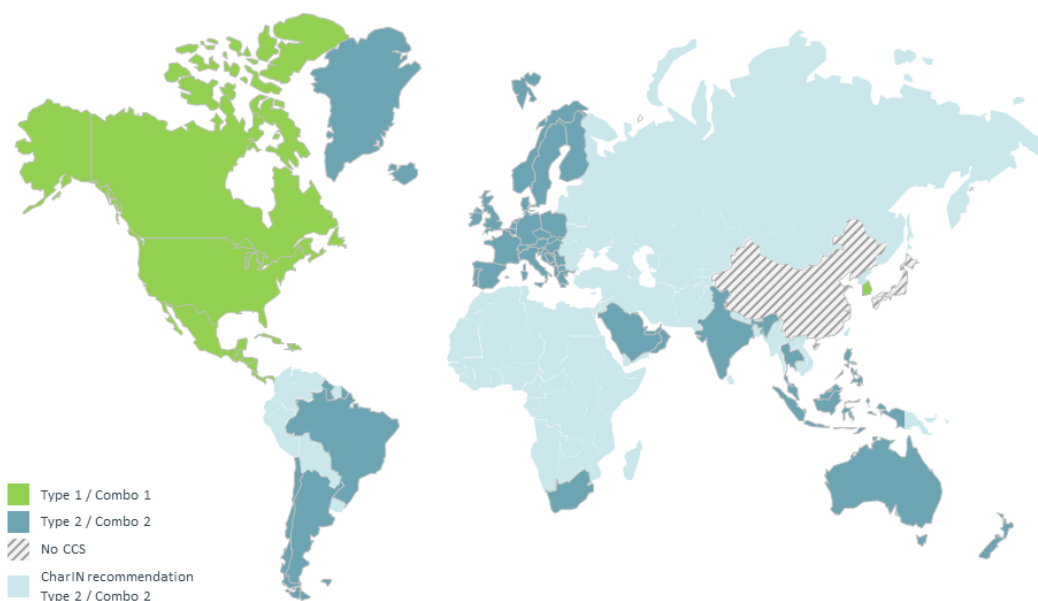 Type 1 / Combo 1
Type 2 / Combo 2
No CCS
CharIN recommendation
Type 2 / Combo 2